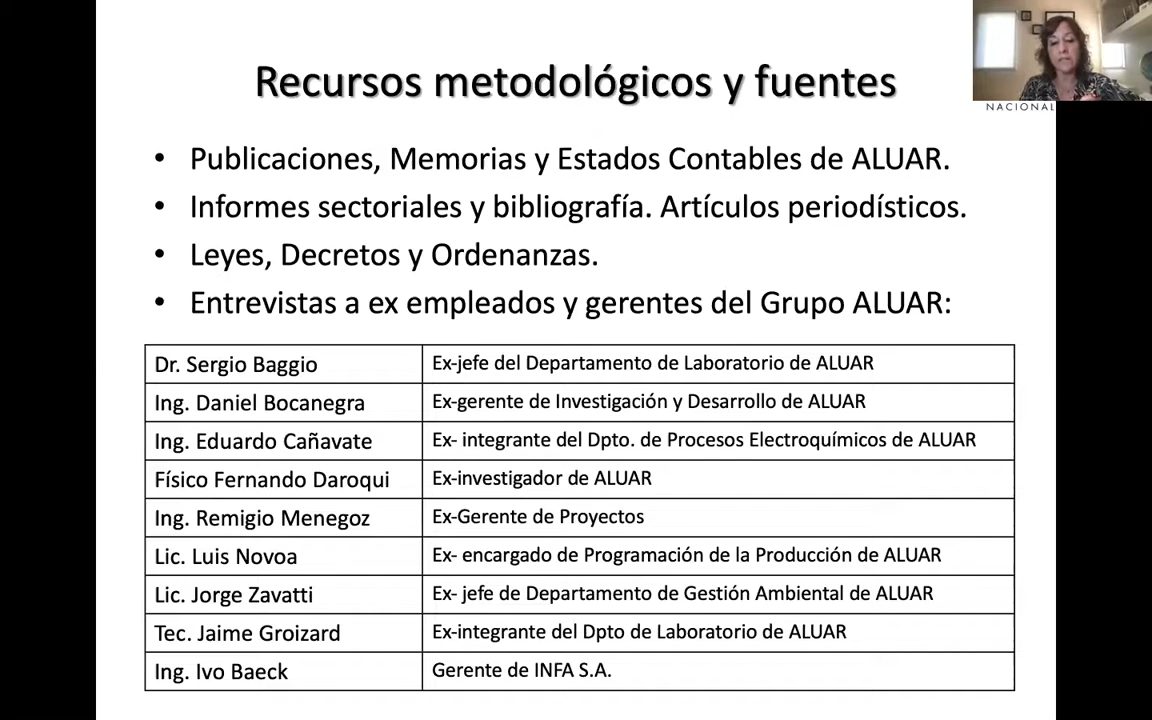 Recursos metodológicos y fuentes
NACIONAL
• Publicaciones, Memorias y Estados Contables de ALUAR.
• Informes sectoriales y bibliografía. Artículos periodísticos.
• Leyes, Decretos y Ordenanzas.
• Entrevistas a ex empleados y gerentes del Grupo ALUAR:
Dr. Sergio Baggio Ex-jefe del Departamento de Laboratorio de ALUAR
Ing. Daniel Bocanegra Ex-gerente de Investigación y Desarrollo de ALUAR
Ing. Eduardo Cañavate Ex- integrante del Dpto. de Procesos Electroquímicos de ALUAR
Físico Fernando Daroqui Ex-investigador de ALUAR
Ing. Remigio Menegoz Ex-Gerente de Proyectos
Lic. Luis Novoa Ex- encargado de Programación de la Producción de ALUAR
Lic. Jorge Zavatti Ex- jefe de Departamento de Gestión Ambiental de ALUAR
Tec. Jaime Groizard Ex-integrante del Dpto de Laboratorio de ALUAR
Ing. Ivo Baeck Gerente de INFA S.A.